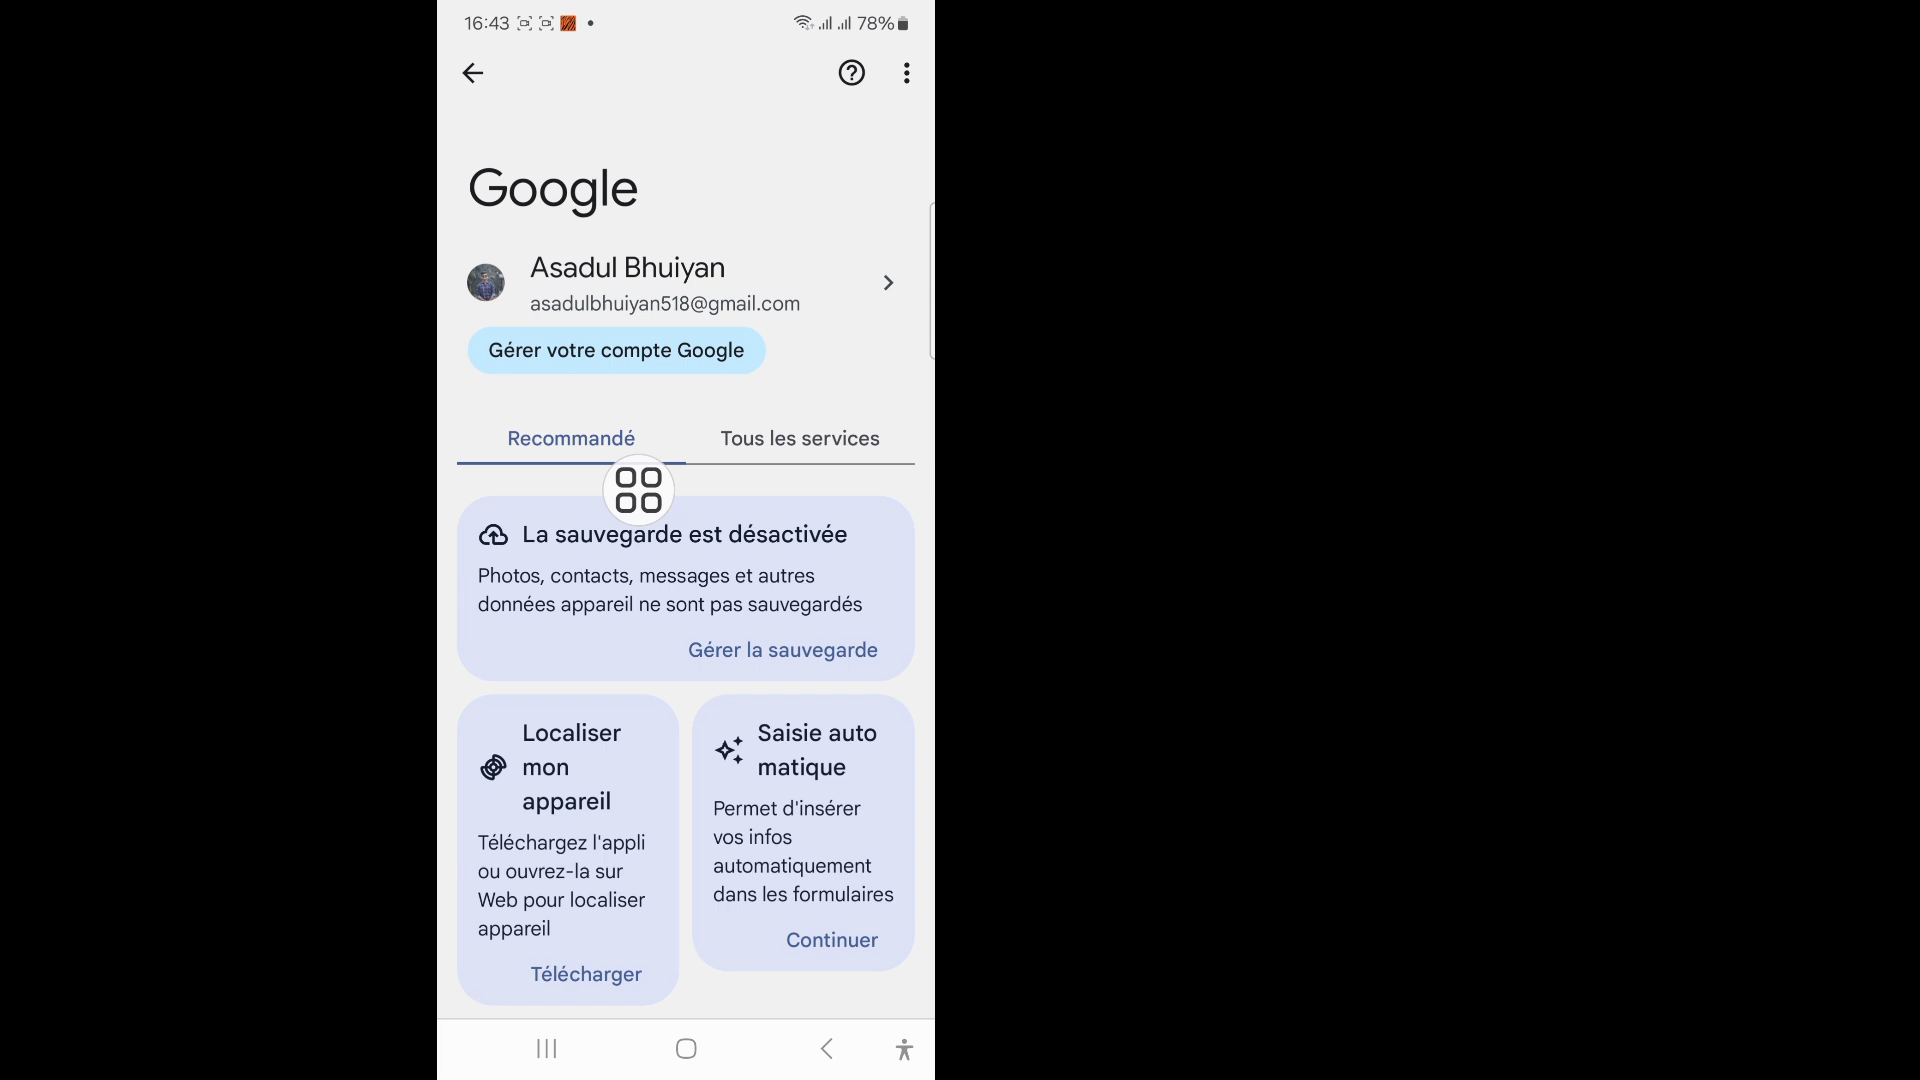 16:43
78%
Google
Asadul Bhuiyan
asadulbhuiyan518@gmail.com
Gérer votre compte Google
Recommandé
Tous les services
La sauvegarde est désactivée
Photos, contacts, messages et autres
données appareil ne sont pas sauvegardés
Gérer la sauvegarde
Localiser
mon
appareil
Téléchargez l'appli
ou ouvrez-la sur
Web pour localiser
appareil
Télécharger
Saisie auto
matique
Permet d'insérer
vos infos
automatiquement
dans les formulaires
Continuer